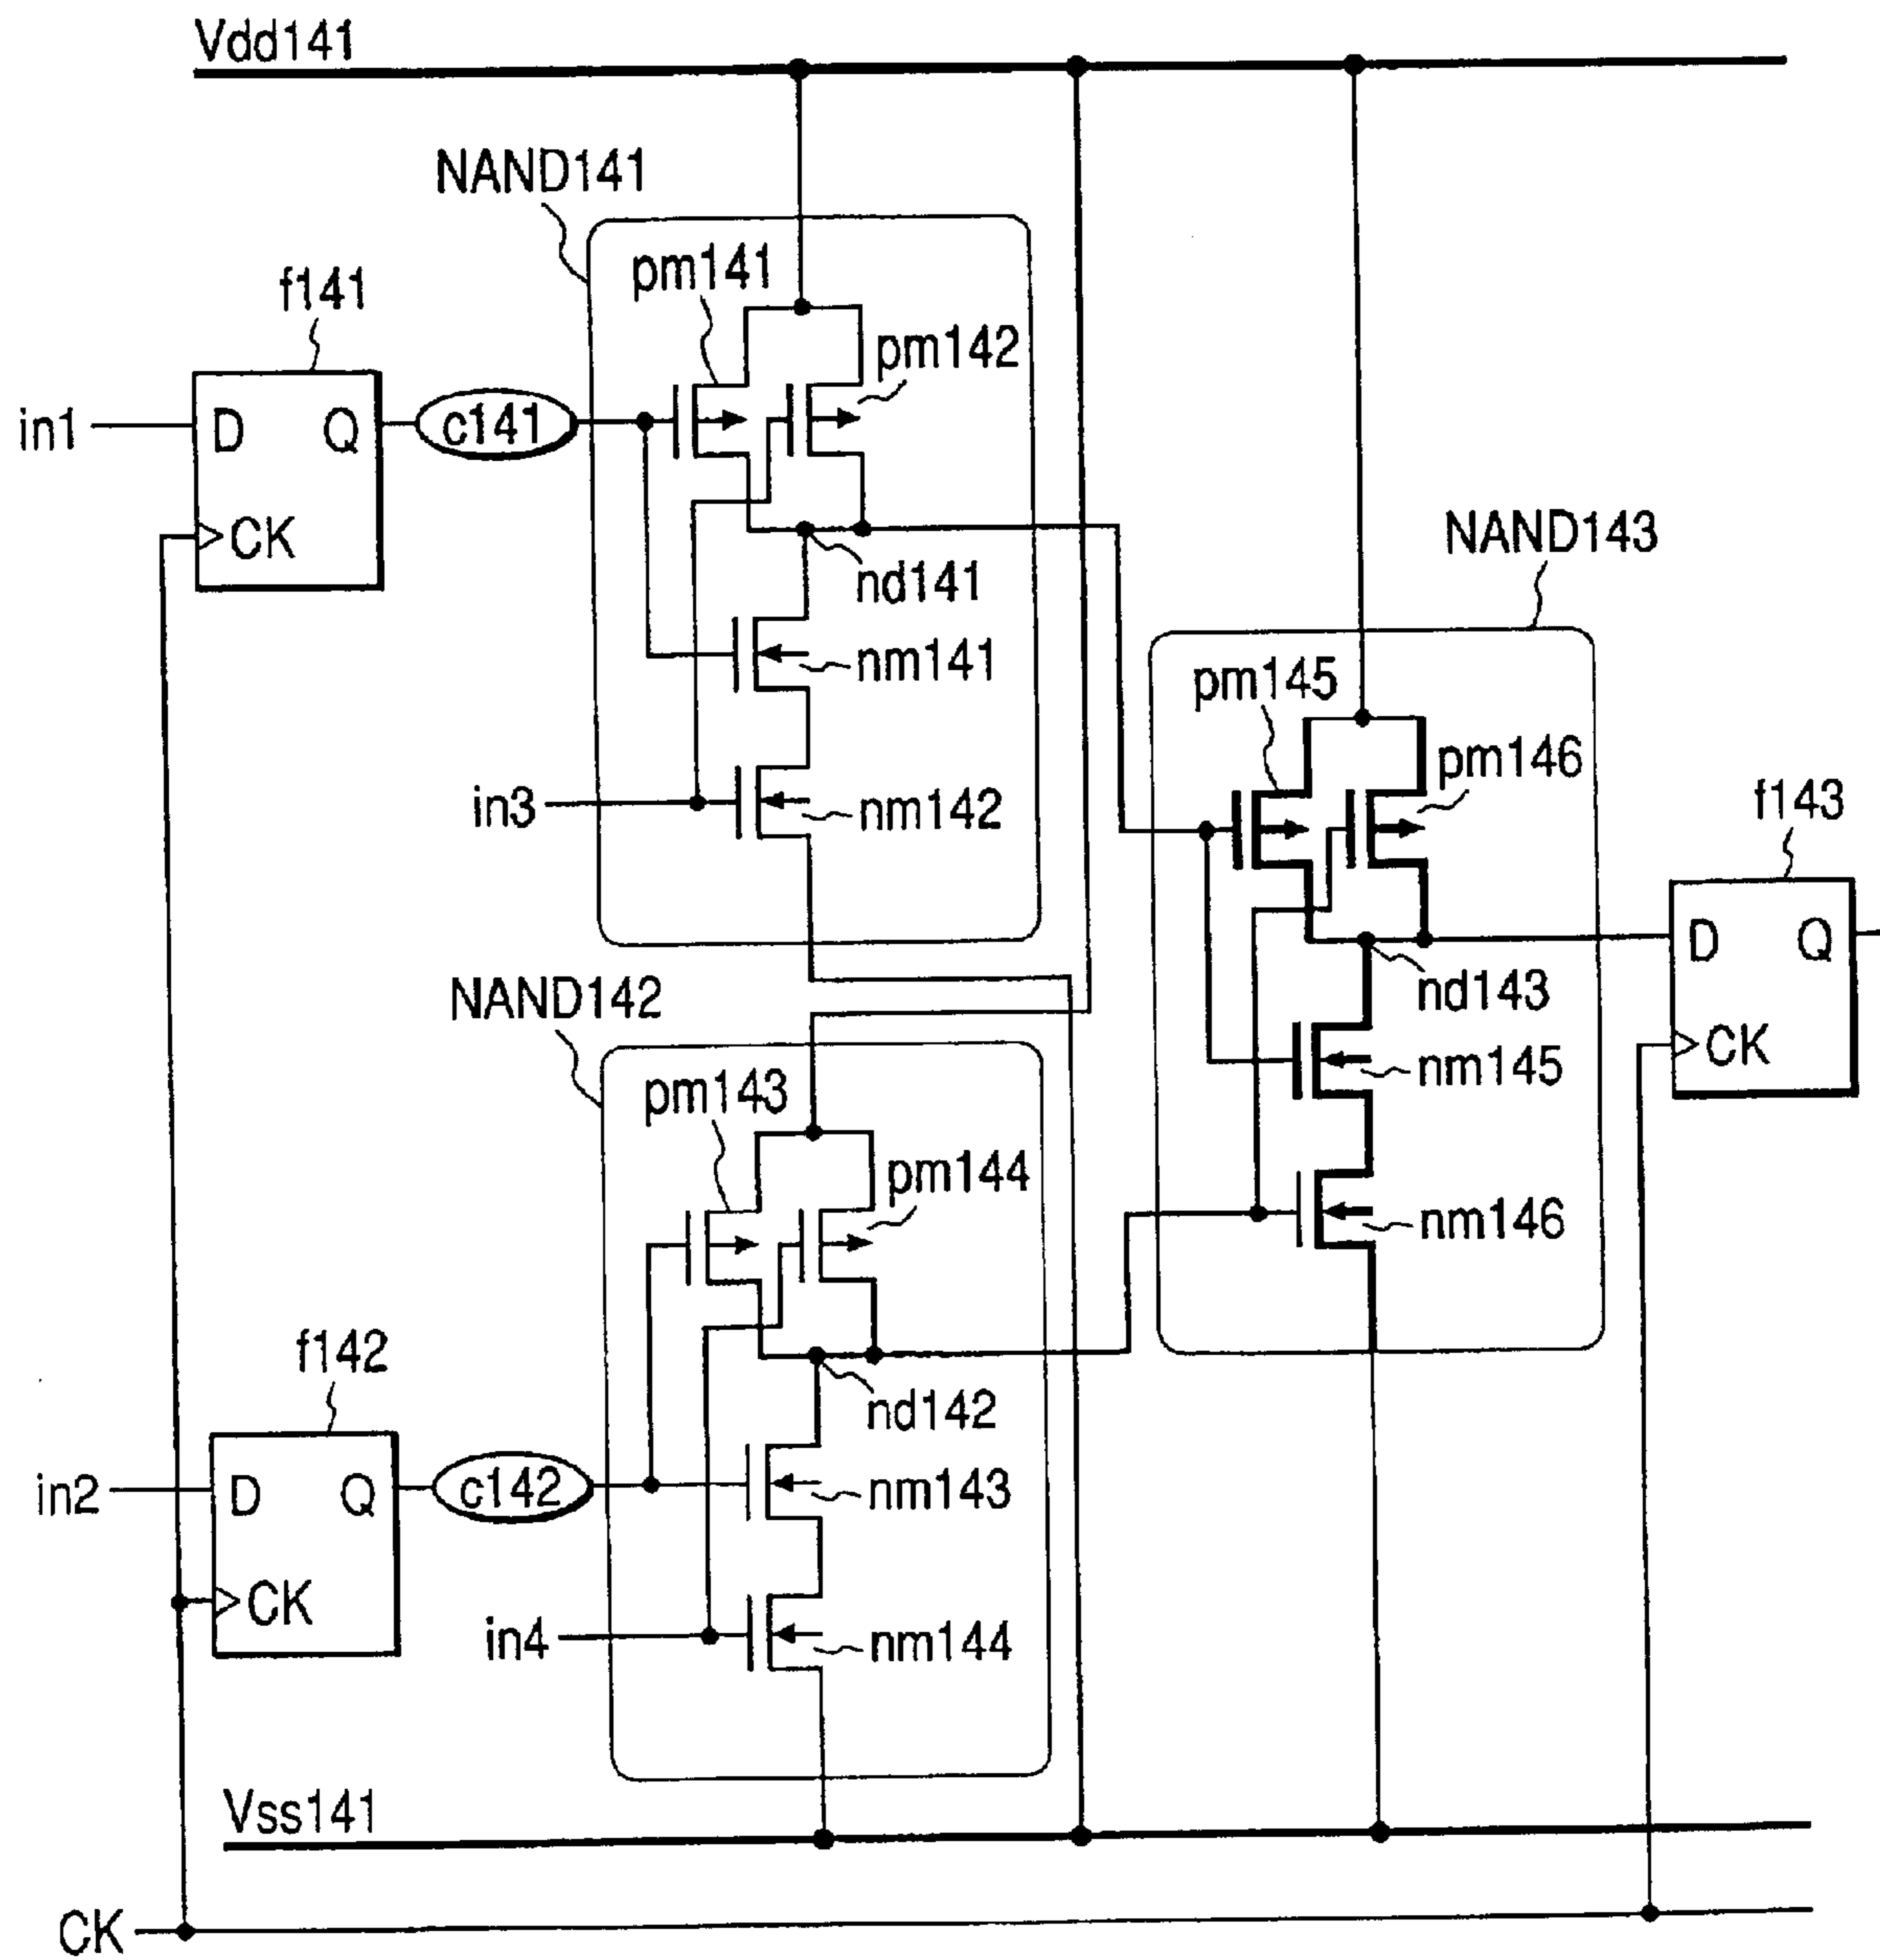 Vdd141
NAND141
pm141
f141
pm142
in1
D
Q
c141
CK
NAND143
nd141
nm141
pm145
pm146
in3
nm142
f143
D
Q
NAND142
nd143
CK
pm143
nm145
pm144
nm146
f142
nd142
in2
D
Q
c142
nm143
CK
in4
nm144
Vss141
CK